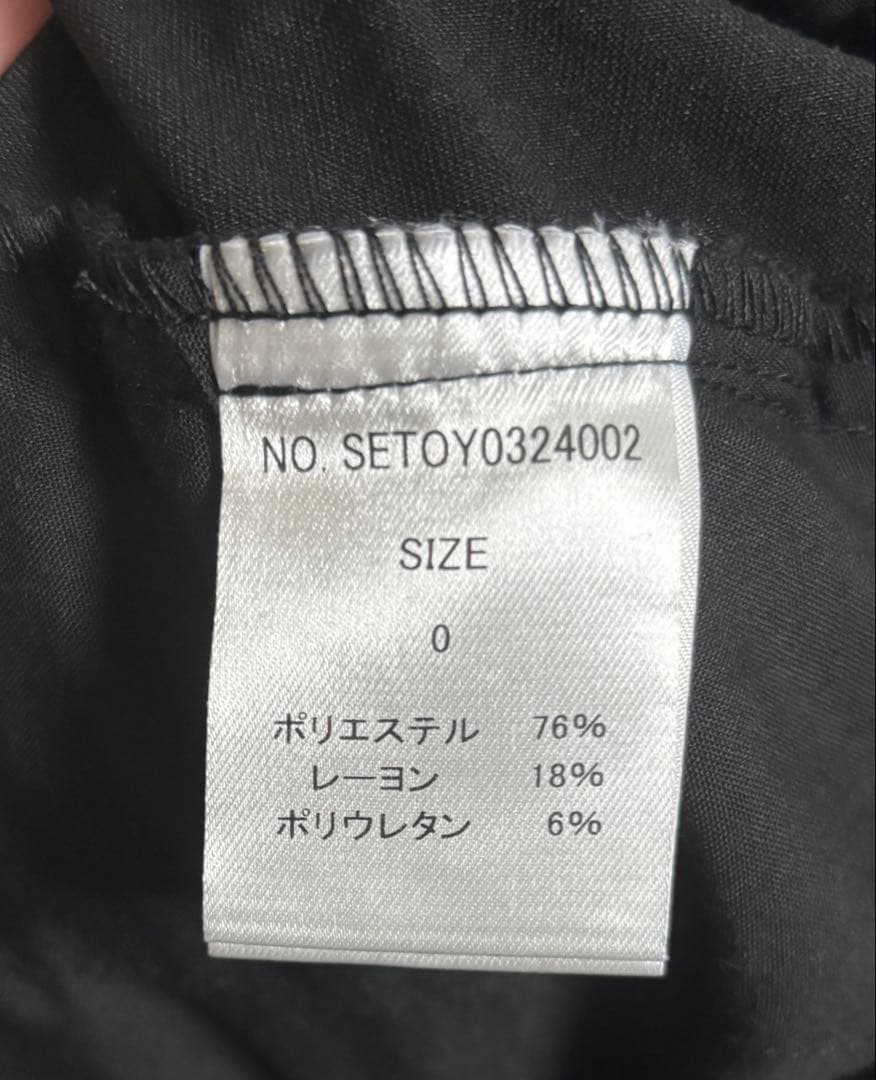 NO. SETOY0324002
SIZE
0
ポリエステル 76%
レーヨン 18%
ポリウレタン 6%